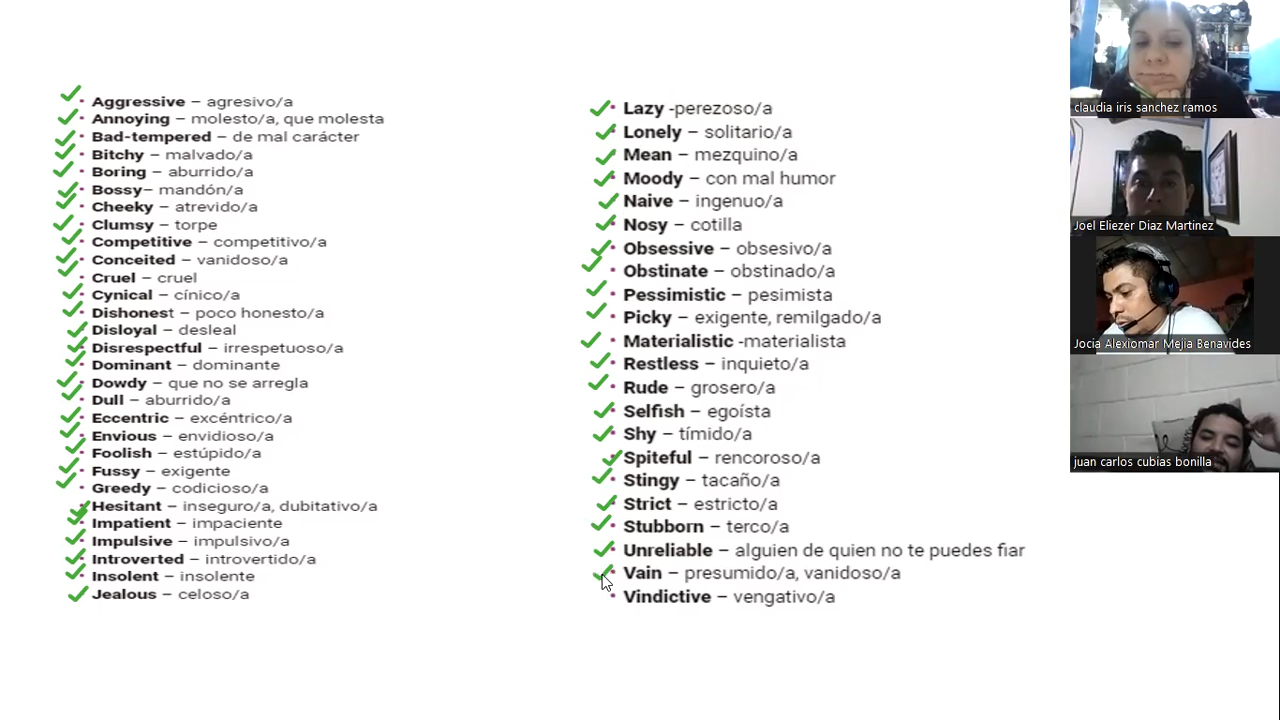 Aggressive – agresivo/a
Annoying – molesto/a, que molesta
Bad-tempered – de mal carácter
Bitchy – malvado/a
Boring – aburrido/a
Bossy– mandón/a
Cheeky – atrevido/a
Clumsy – torpe
Competitive – competitivo/a
Conceited – vanidoso/a
Cruel – cruel
Cynical – cínico/a
Dishonest – poco honesto/a
Disloyal – desleal
Disrespectful – irrespetuoso/a
Dominant – dominante
Dowdy – que no se arregla
Dull – aburrido/a
Eccentric – excéntrico/a
Envious – envidioso/a
Foolish – estúpido/a
Fussy – exigente
Greedy – codicioso/a
Hesitant – inseguro/a, dubitativo/a
Impatient – impaciente
Impulsive – impulsivo/a
Introverted – introvertido/a
Insolent – insolente
Jealous – celoso/a
Lazy -perezoso/a
Lonely – solitario/a
Mean – mezquino/a
Moody – con mal humor
Naive – ingenuo/a
Nosy – cotilla
Obsessive – obsesivo/a
Obstinate – obstinado/a
Pessimistic – pesimista
Picky – exigente, remilgado/a
Materialistic -materialista
Restless – inquieto/a
Rude – grosero/a
Selfish – egoísta
Shy – tímido/a
Spiteful – rencoroso/a
Stingy – tacaño/a
Strict – estricto/a
Stubborn – terco/a
Unreliable – alguien de quien no te puedes fiar
Vain – presumido/a, vanidoso/a
Vindictive – vengativo/a
claudia iris sanchez ramos
Joel Eliezer Diaz Martinez
Jocia Alexiomar Mejia Benavides
juan carlos cubias bonilla